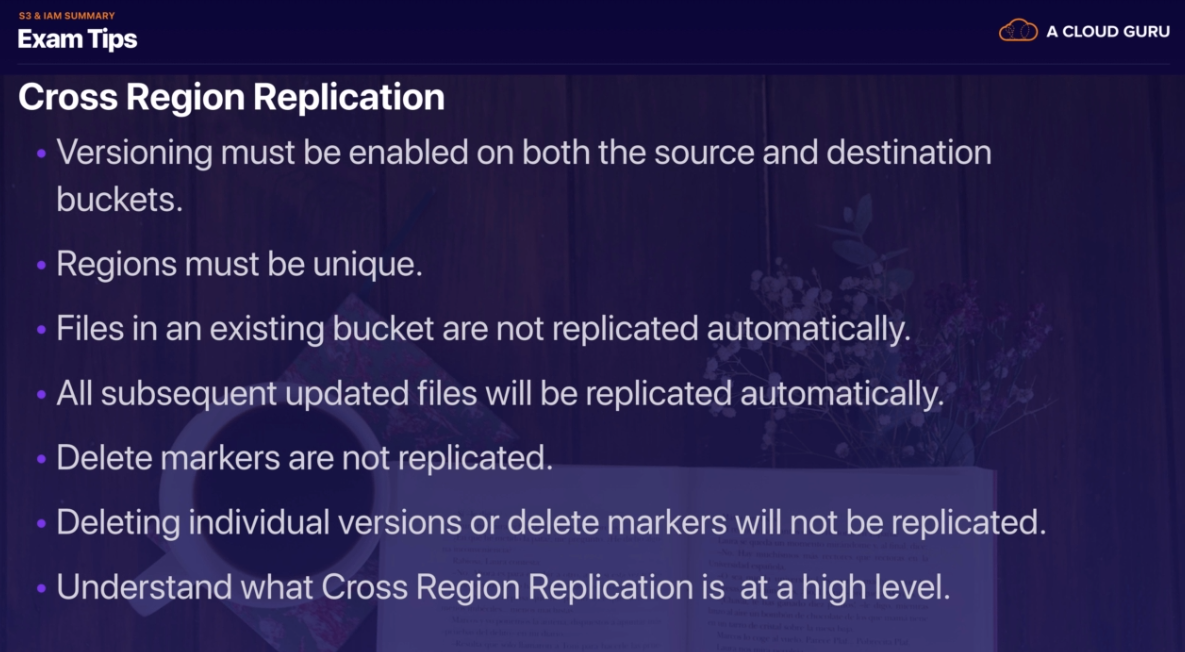 S3 & IAM SUMMARY
Exam Tips
A CLOUD GURU
Cross Region Replication
• Versioning must be enabled on both the source and destination
buckets.
• Regions must be unique.
• Files in an existing bucket are not replicated automatically.
• All subsequent updated files will be replicated automatically.
• Delete markers are not replicated.
• Deleting individual versions or delete markers will not be replicated.
• Understand what Cross Region Replication is at a high level.